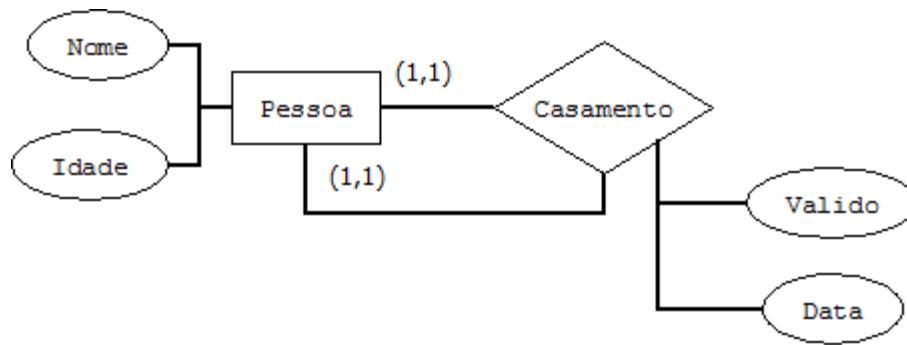 Nome
(1,1)
Pessoa
Casamento
Idade
(1,1)
Valido
Data